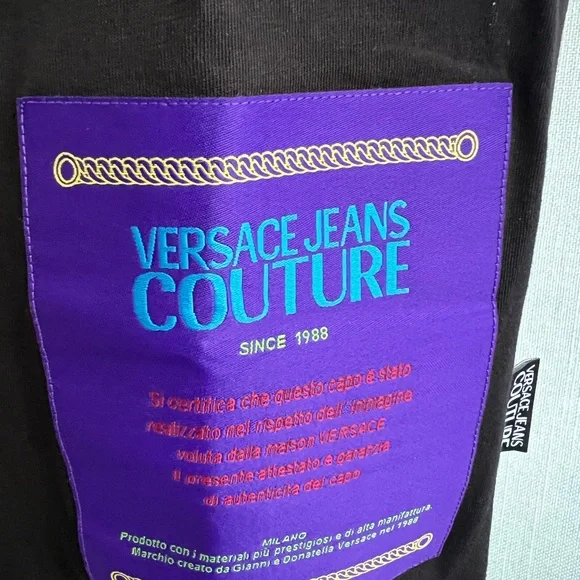 VERSACE JEANS
COUTURE
SINCE 1988
Si certifica che questo capo è stato
realizzato nel rispetto dell'immagine
voluta dalla maison VERSACE
Il presente attestato è garanzia
di autenticità del capo
MILANO
Prodotto con i materiali più prestigiosi e di alta manifattura.
Marchio creato da Gianni e Donatella Versace nel 1988
VERSACE JEANS
COUTURE